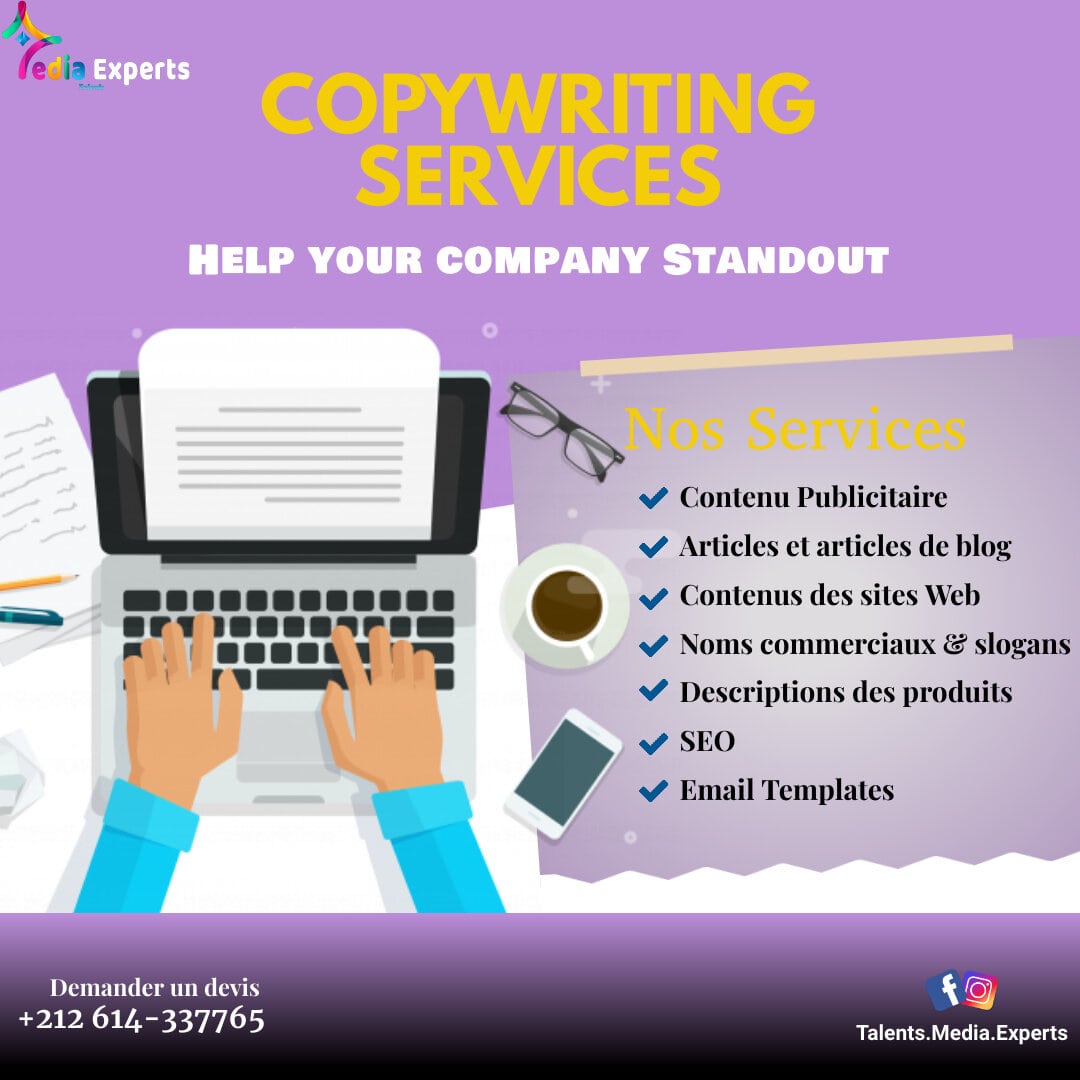 edia Experts
COPYWRITING
SERVICES
Help your company Standout
Nos Services
Contenu Publicitaire
Articles et articles de blog
Contenus des sites Web
Noms commerciaux & slogans
Descriptions des produits
SEO
Email Templates
Demander un devis
+212 614-337765
Talents.Media.Experts